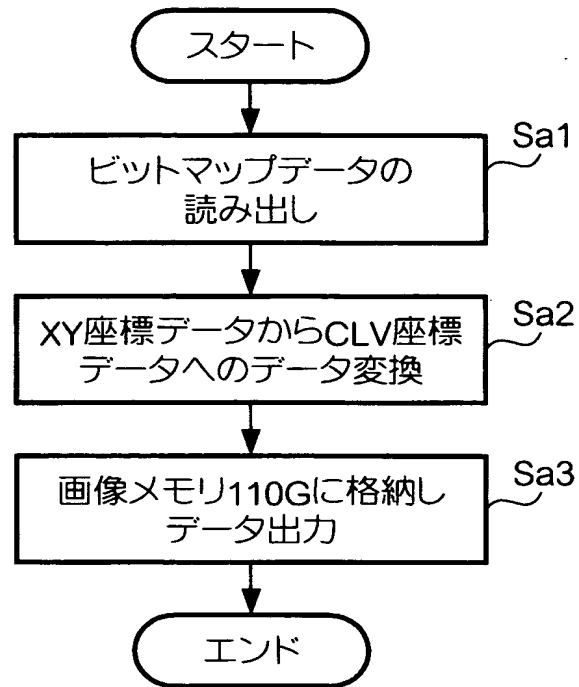 スタート
Sa1
ビットマップデータの
読み出し
Sa2
XY座標データからCLV座標
データへのデータ変換
Sa3
画像メモリ110Gに格納し
データ出力
エンド